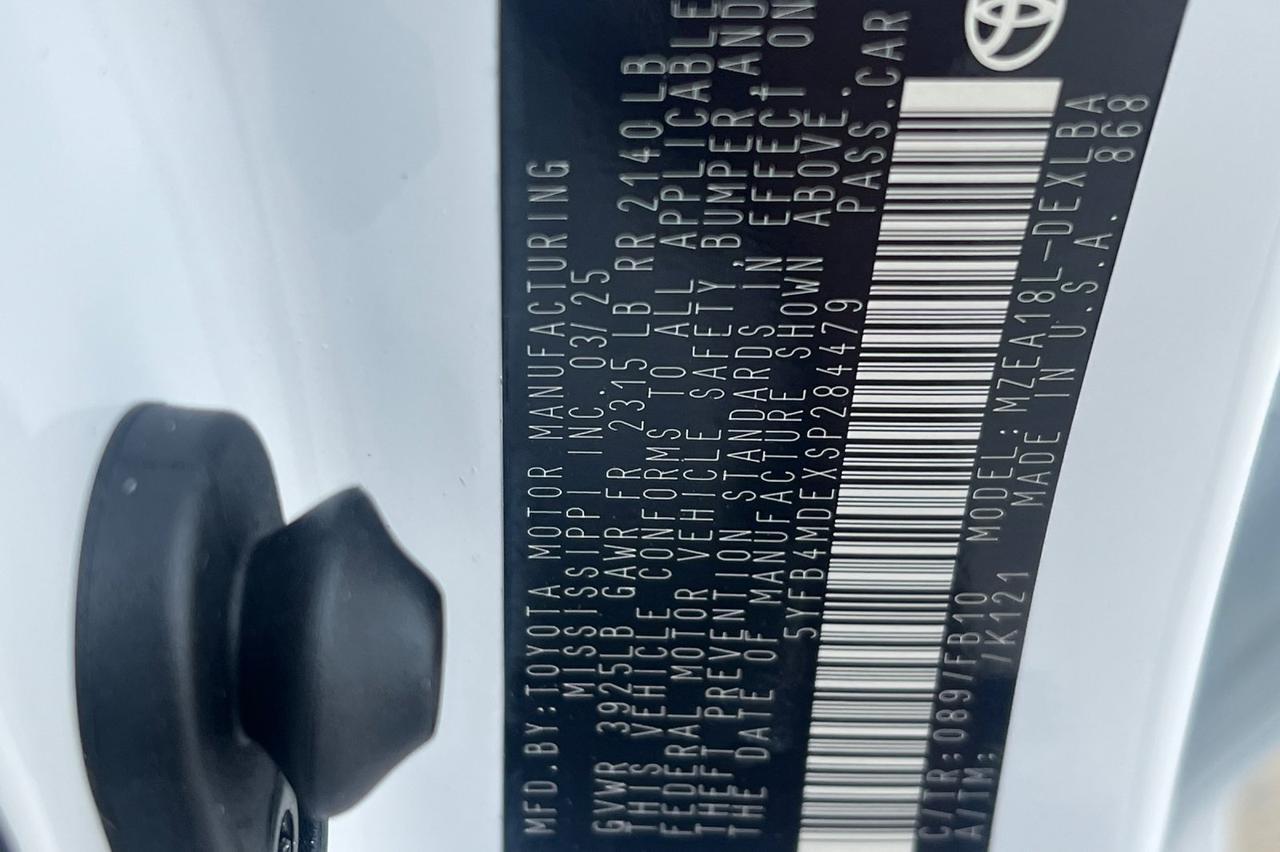 MFD.BY:TOYOTA MOTOR MANUFACTURING
MISSISSIPPI INC. 03/25
GVWR 3925LB GAWR FR 2315 LB RR 2140LB
THIS VEHICLE CONFORMS TO ALL APPLICABLE
FEDERAL MOTOR VEHICLE SAFETY,BUMPER AND
THEFT PREVENTION STANDARDS IN EFFECT ON
THE DATE OF MANUFACTURE SHOWN ABOVE.
5YFB4MDEXSP284479 PASS.CAR
C/TR:089/FB10 MODEL:MZEA18L-DEXLBA
A/TM: /K121 MADE IN U.S.A. 868